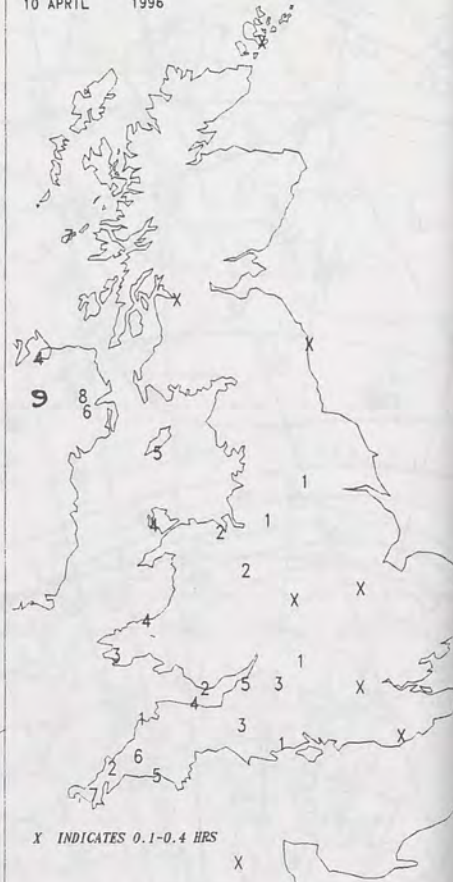 10 APRIL 1996
X
X
X
4
9 8
6
5
1
4 2 1
2
X X
4
3 1
2 5 3 X
4
1 3 1 X
6
2 5
7
X INDICATES 0.1-0.4 HRS
X